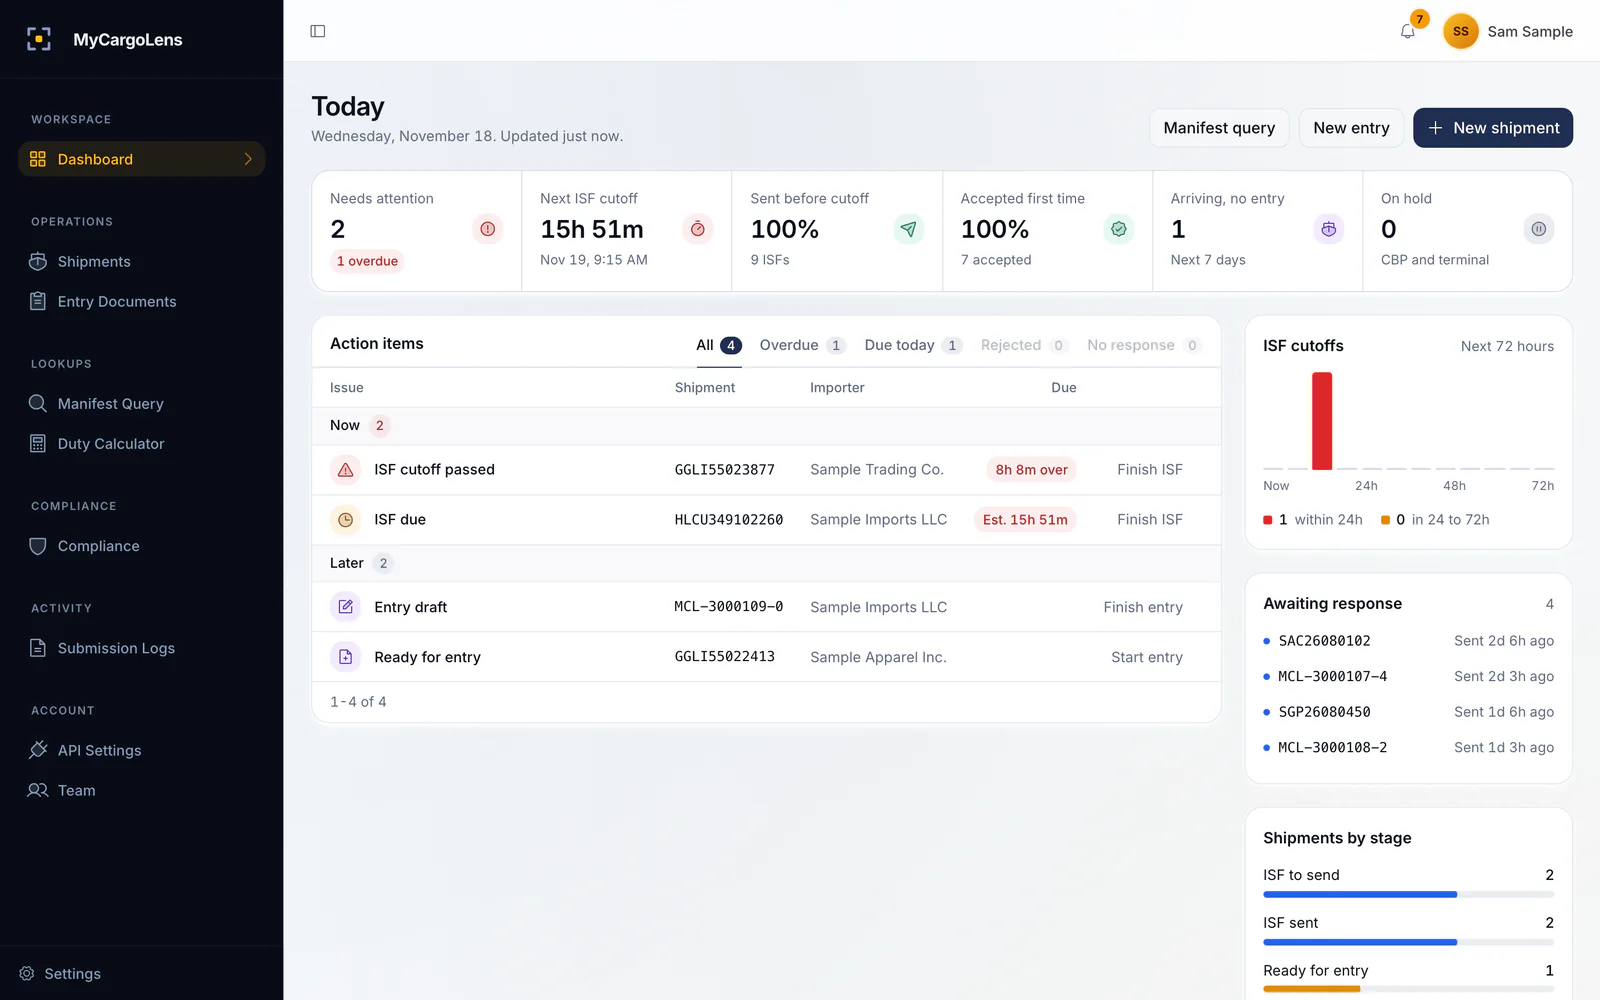 MyCargoLens
WORKSPACE
Dashboard
OPERATIONS
Shipments
Entry Documents
LOOKUPS
Manifest Query
Duty Calculator
COMPLIANCE
Compliance
ACTIVITY
Submission Logs
ACCOUNT
API Settings
Team
Settings
7
SS
Sam Sample
Today
Wednesday, November 18. Updated just now.
Manifest query
New entry
New shipment
Needs attention
2
1 overdue
Next ISF cutoff
15h 51m
Nov 19, 9:15 AM
Sent before cutoff
100%
9 ISFs
Accepted first time
100%
7 accepted
Arriving, no entry
1
Next 7 days
On hold
0
CBP and terminal
Action items
All 4
Overdue 1
Due today 1
Rejected 0
No response 0
Issue Shipment Importer Due
Now 2
ISF cutoff passed GGLI55023877 Sample Trading Co. 8h 8m over Finish ISF
ISF due HLCU349102260 Sample Imports LLC Est. 15h 51m Finish ISF
Later 2
Entry draft MCL-3000109-0 Sample Imports LLC Finish entry
Ready for entry GGLI55022413 Sample Apparel Inc. Start entry
1-4 of 4
ISF cutoffs Next 72 hours
Now 24h 48h 72h
1 within 24h 0 in 24 to 72h
Awaiting response 4
SAC26080102 Sent 2d 6h ago
MCL-3000107-4 Sent 2d 3h ago
SGP26080450 Sent 1d 6h ago
MCL-3000108-2 Sent 1d 3h ago
Shipments by stage
ISF to send 2
ISF sent 2
Ready for entry 1